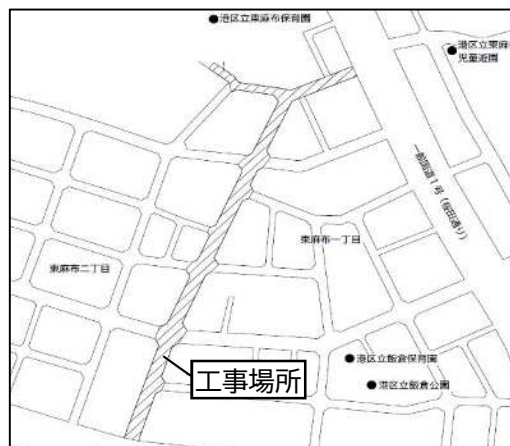 港区立東麻布保育園
港区立東麻布
児童遊園
一般国道1号（桜田通り）
東麻布一丁目
東麻布二丁目
港区立飯倉保育園
港区立飯倉公園
工事場所